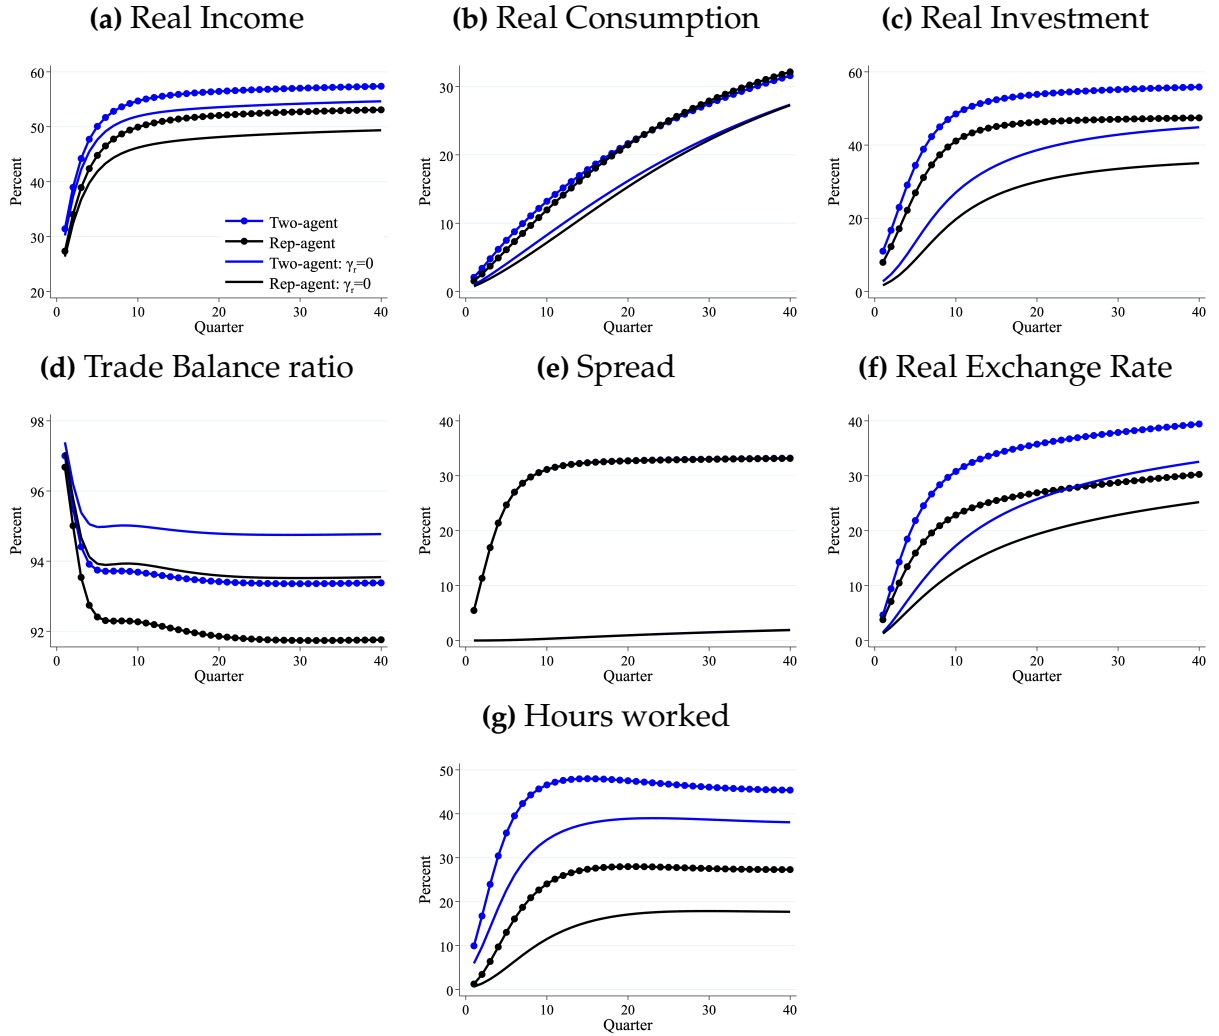 (a) Real Income
(b) Real Consumption
(c) Real Investment
Percent
60
50
40
30
20
Two-agent
Rep-agent
Two-agent: γr=0
Rep-agent: γr=0
0 10 20 30 40
Quarter
Percent
30
20
10
0
0 10 20 30 40
Quarter
Percent
60
40
20
0
0 10 20 30 40
Quarter
(d) Trade Balance ratio
(e) Spread
(f) Real Exchange Rate
Percent
98
96
94
92
0 10 20 30 40
Quarter
Percent
40
30
20
10
0
0 10 20 30 40
Quarter
Percent
40
30
20
10
0
0 10 20 30 40
Quarter
(g) Hours worked
Percent
50
40
30
20
10
0
0 10 20 30 40
Quarter